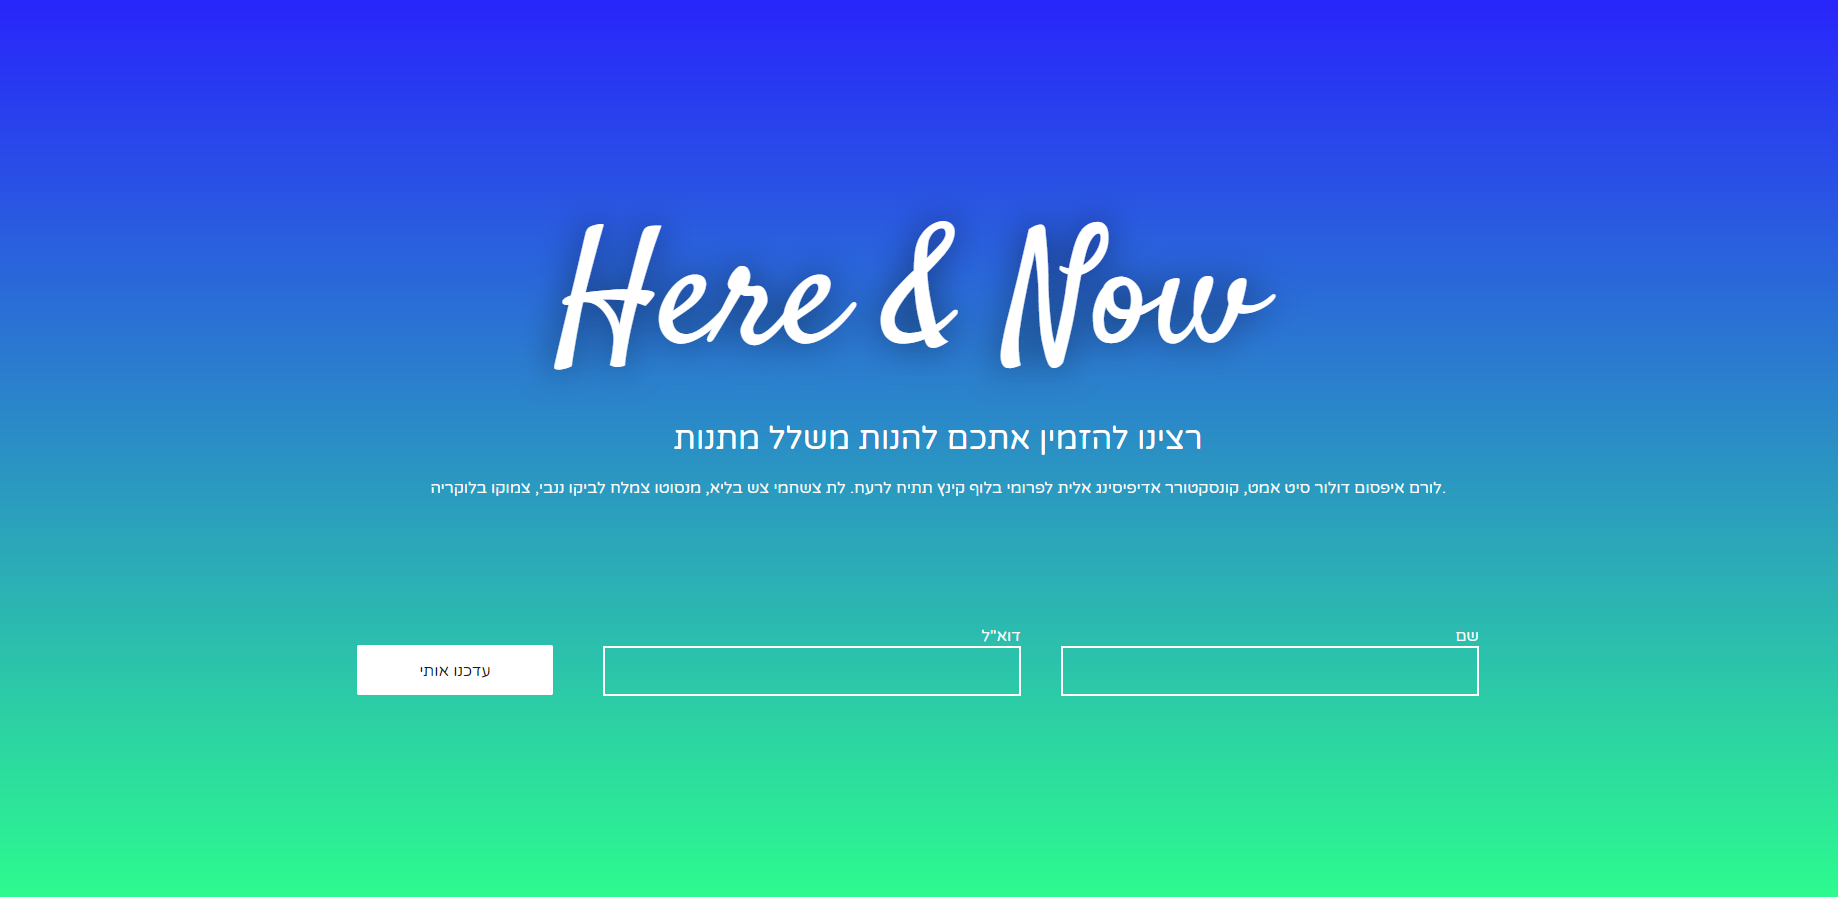 Here & Now
רצינו להזמין אתכם להנות משלל מתנות
לורם איפסום דולור סיט אמט, קונסקטורר אדיפיסינג אלית לפרומי בלוף קינץ תתיח לרעח. לת צשחמי צש בליא, מנסוטו צמלח לביקו ננבי, צמוקו בלוקריה.
שם
דוא"ל
עדכנו אותי